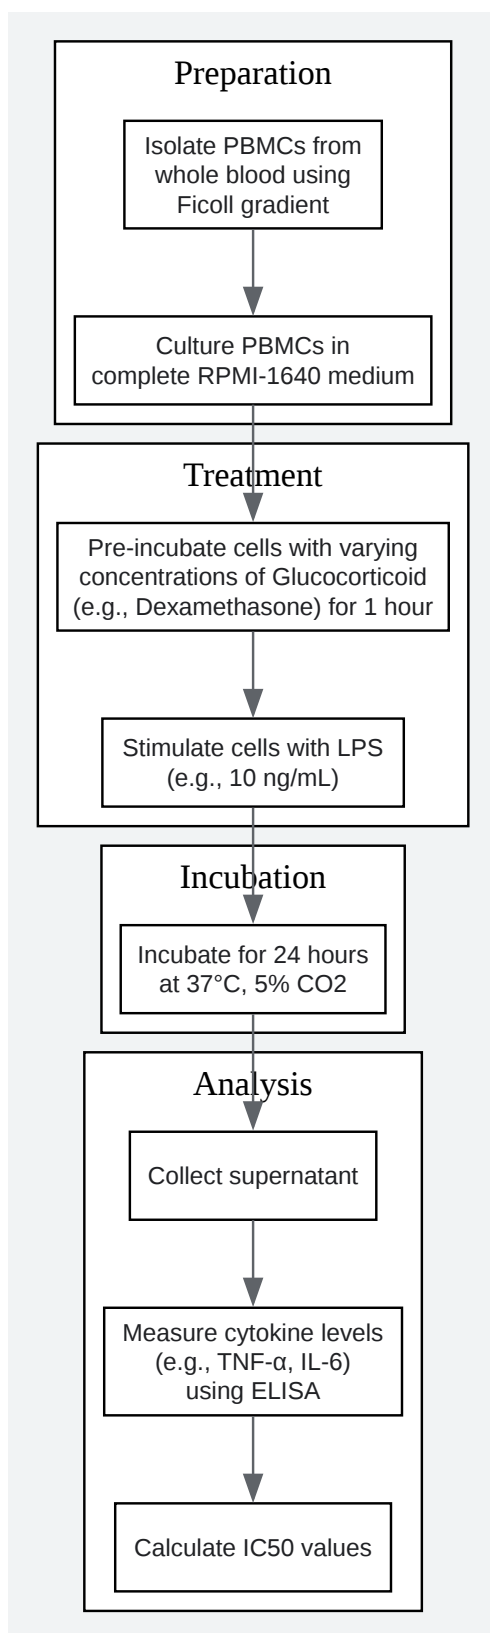 Preparation
Isolate PBMCs from
whole blood using
Ficoll gradient
Culture PBMCs in
complete RPMI-1640 medium
Treatment
Pre-incubate cells with varying
concentrations of Glucocorticoid
(e.g., Dexamethasone) for 1 hour
Stimulate cells with LPS
(e.g., 10 ng/mL)
Incubation
Incubate for 24 hours
at 37°C, 5% CO2
Analysis
Collect supernatant
Measure cytokine levels
(e.g., TNF-α, IL-6)
using ELISA
Calculate IC50 values